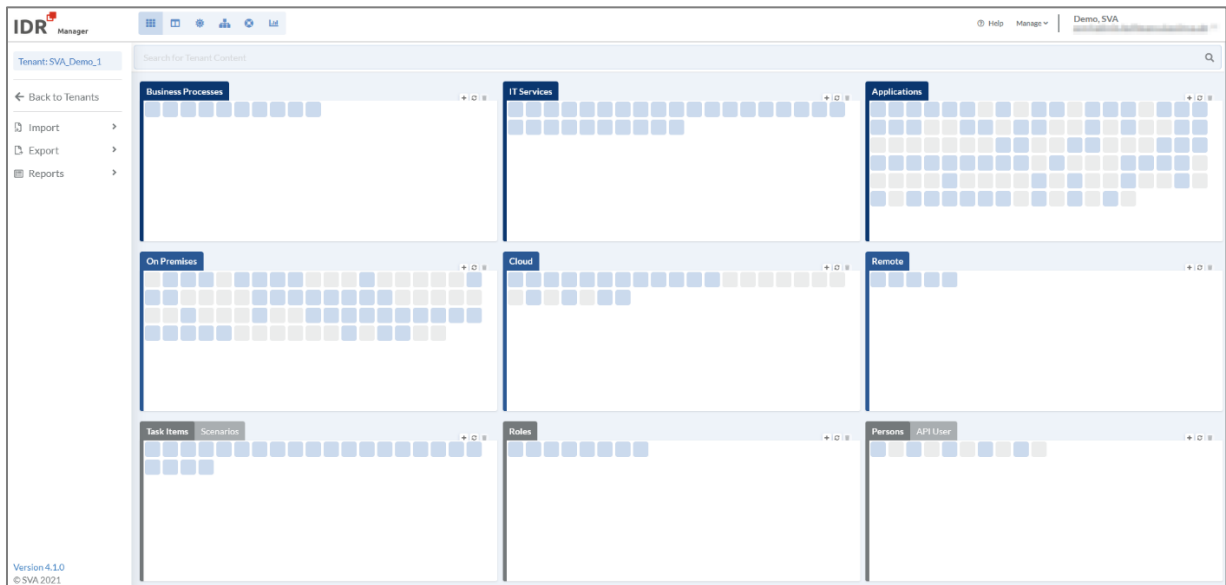 IDR Manager
Help Manage
Demo, SVA
Tenant: SVA_Demo_1
Search for Tenant Content
Back to Tenants
Import
Export
Reports
Business Processes
IT Services
Applications
On Premises
Cloud
Remote
Task Items Scenarios
Roles
Persons API User
Version 4.1.0
© SVA 2021